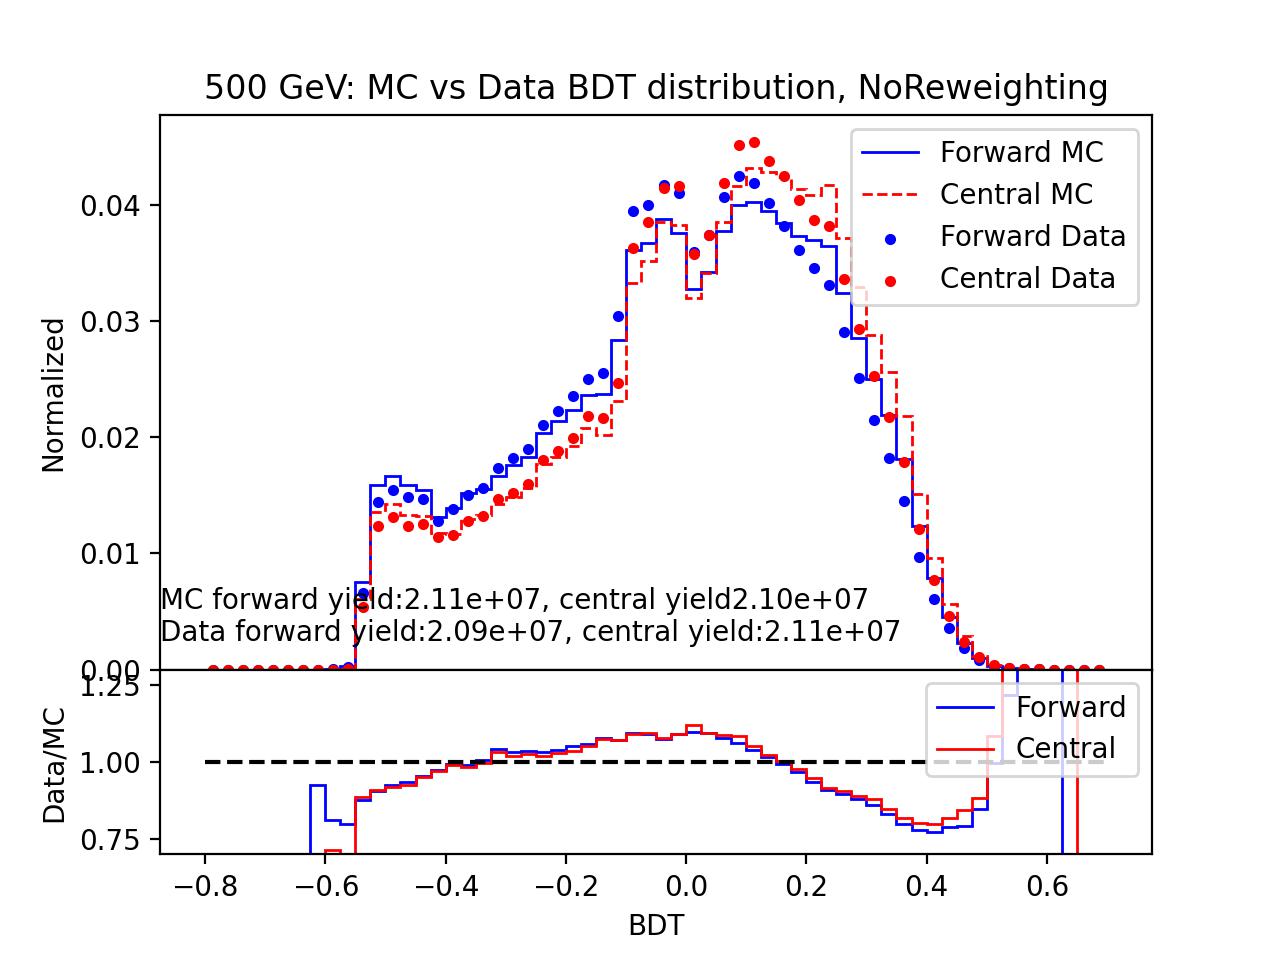 500 GeV: MC vs Data BDT distribution, NoReweighting
Forward MC
Central MC
Forward Data
Central Data
0.04
0.03
0.02
0.01
0.00
Normalized
MC forward yield:2.11e+07, central yield2.10e+07
Data forward yield:2.09e+07, central yield:2.11e+07
1.25
1.00
0.75
Data/MC
Forward
Central
−0.8 −0.6 −0.4 −0.2 0.0 0.2 0.4 0.6
BDT